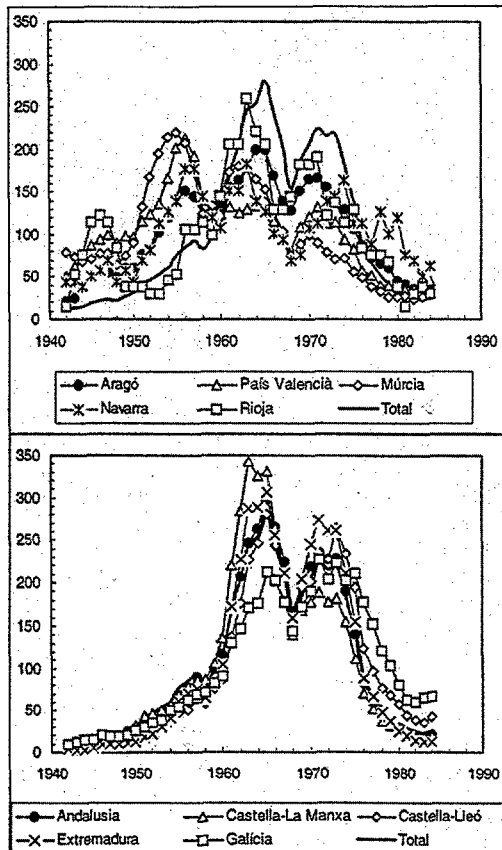 350
300
250
200
150
100
50
0
1940 1950 1960 1970 1980 1990
Aragó País Valencià Múrcia
Navarra Rioja Total
350
300
250
200
150
100
50
0
1940 1950 1960 1970 1980 1990
Andalusia Castella-La Manxa Castella-Lleó
Extremadura Galícia Total